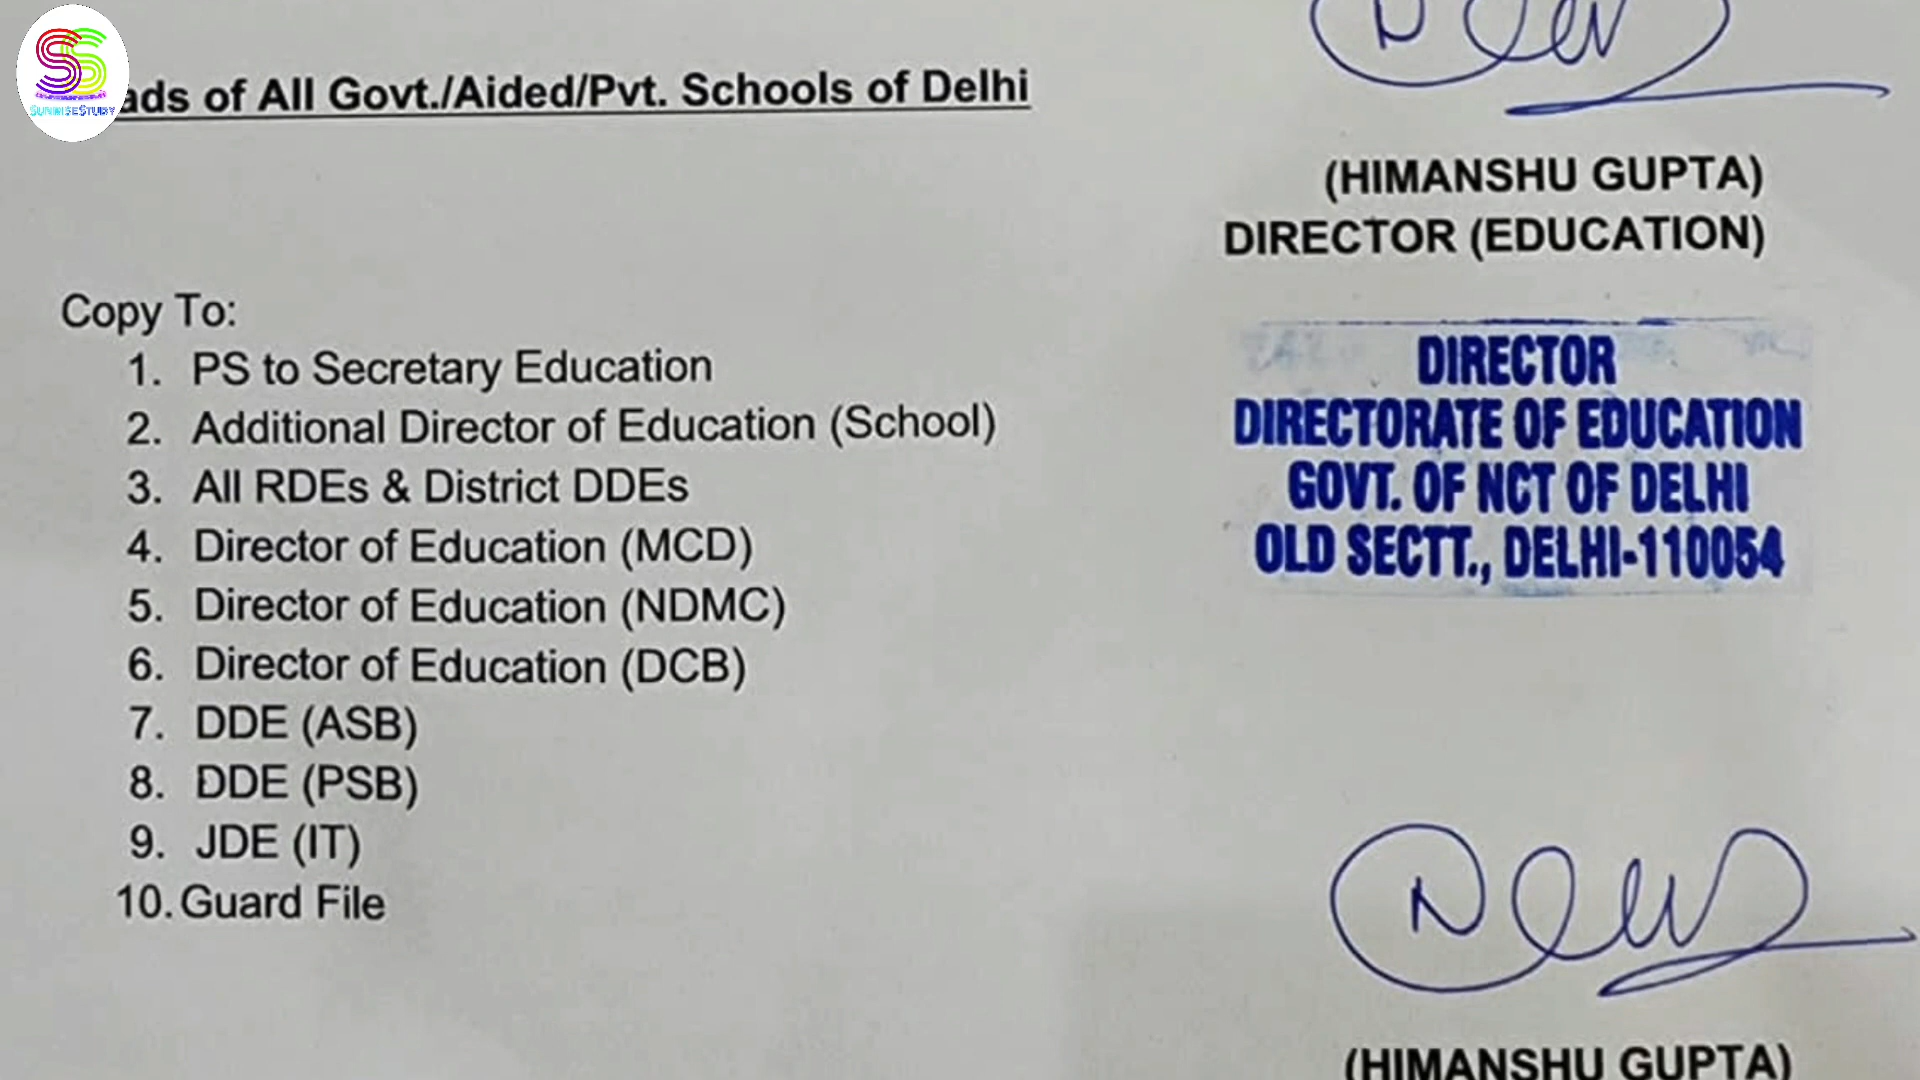 SS
SUNRISESTUDY
ads of All Govt./Aided/Pvt. Schools of Delhi
(HIMANSHU GUPTA)
DIRECTOR (EDUCATION)
Copy To:
1. PS to Secretary Education
2. Additional Director of Education (School)
3. All RDEs & District DDEs
4. Director of Education (MCD)
5. Director of Education (NDMC)
6. Director of Education (DCB)
7. DDE (ASB)
8. DDE (PSB)
9. JDE (IT)
10. Guard File
DIRECTOR
DIRECTORATE OF EDUCATION
GOVT. OF NCT OF DELHI
OLD SECTT., DELHI-110054
(HIMANSHU GUPTA)